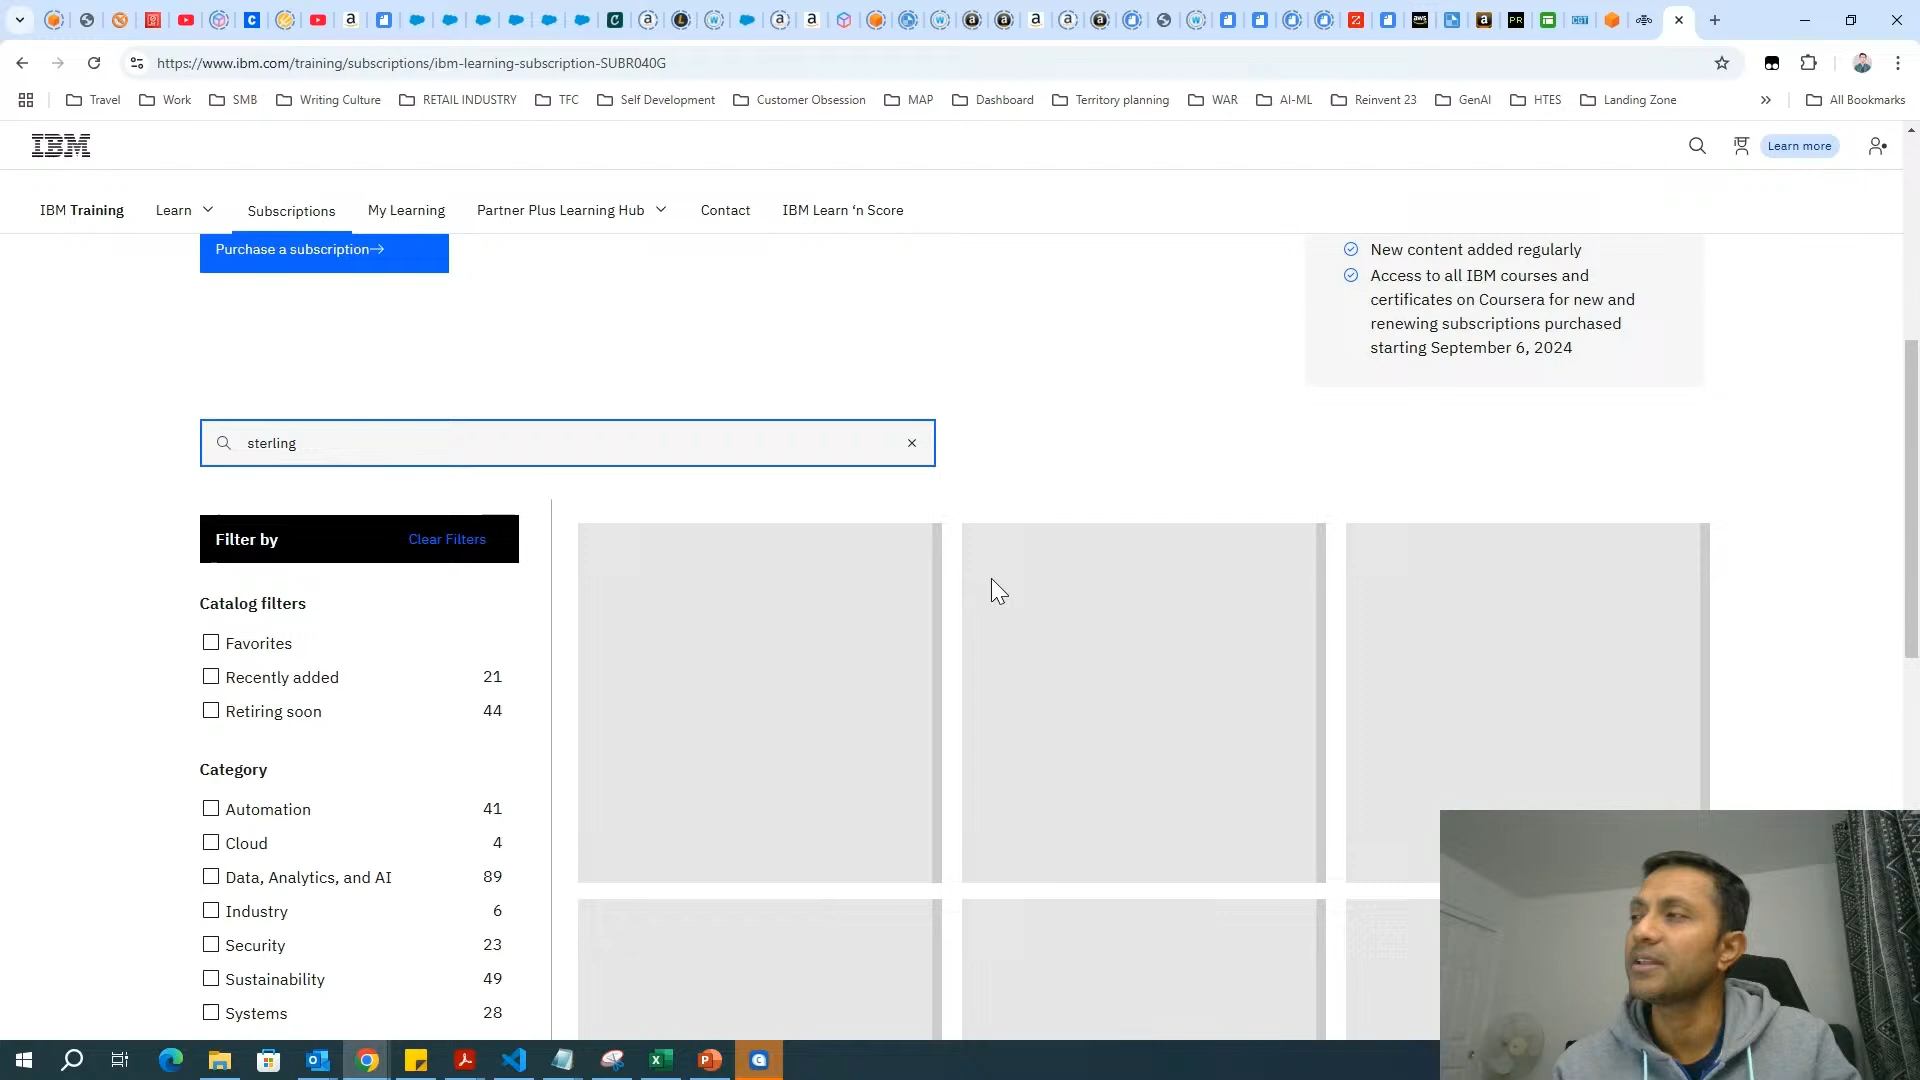 https://www.ibm.com/training/subscriptions/ibm-learning-subscription-SUBR040G
Travel Work SMB Writing Culture RETAIL INDUSTRY TFC Self Development Customer Obsession MAP Dashboard Territory planning WAR AI-ML Reinvent 23 GenAI HTES Landing Zone » All Bookmarks
IBM Learn more
IBM Training Learn Subscriptions My Learning Partner Plus Learning Hub Contact IBM Learn ‘n Score
Purchase a subscription→
New content added regularly
Access to all IBM courses and
certificates on Coursera for new and
renewing subscriptions purchased
starting September 6, 2024
sterling
Filter by Clear Filters
Catalog filters
Favorites
Recently added 21
Retiring soon 44
Category
Automation 41
Cloud 4
Data, Analytics, and AI 89
Industry 6
Security 23
Sustainability 49
Systems 28